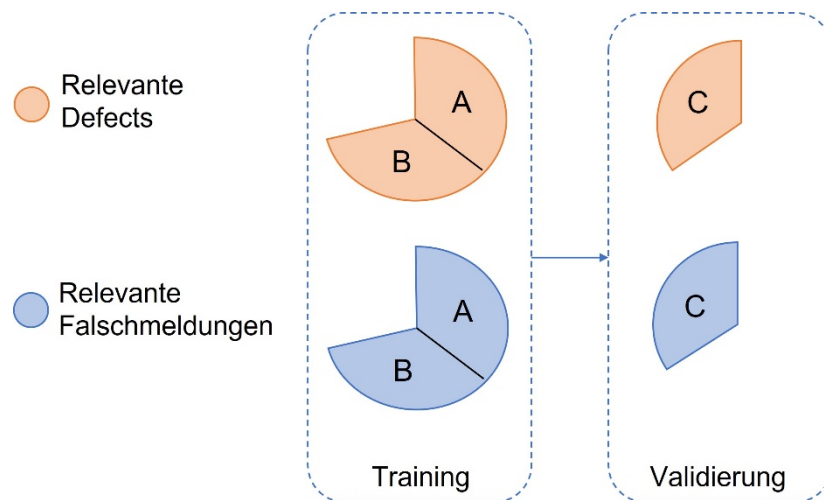 Relevante
Defects
A
B
C
Relevante
Falschmeldungen
A
B
C
Training
Validierung